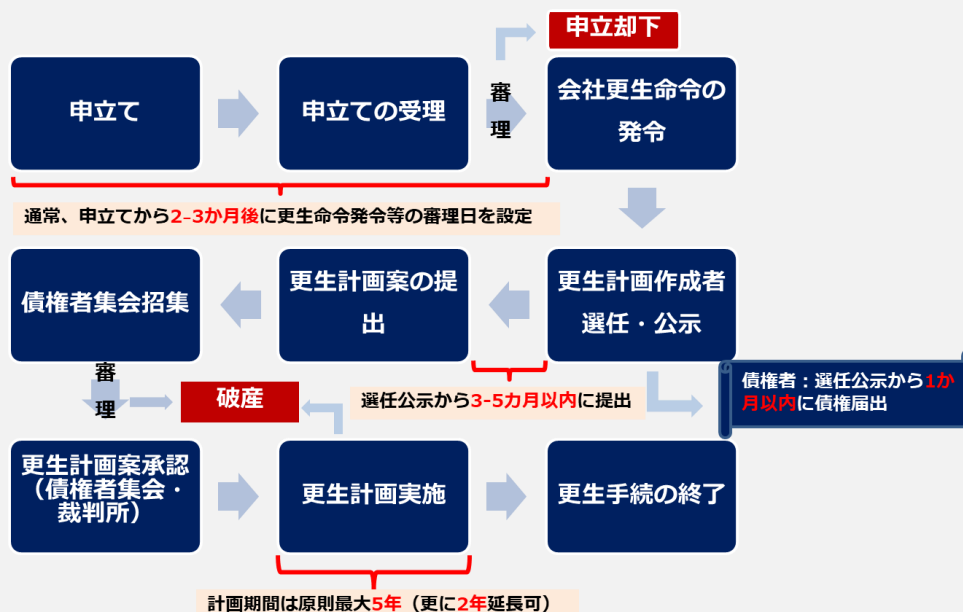 申立却下
申立て
申立ての受理
審
理
会社更生命令の
発令
通常、申立てから2-3か月後に更生命令発令等の審理日を設定
債権者集会招集
更生計画案の提
出
更生計画作成者
選任・公示
審
理
破産
選任公示から3-5カ月以内に提出
債権者：選任公示から1か
月以内に債権届出
更生計画案承認
（債権者集会・
裁判所）
更生計画実施
更生手続の終了
計画期間は原則最大5年（更に2年延長可）